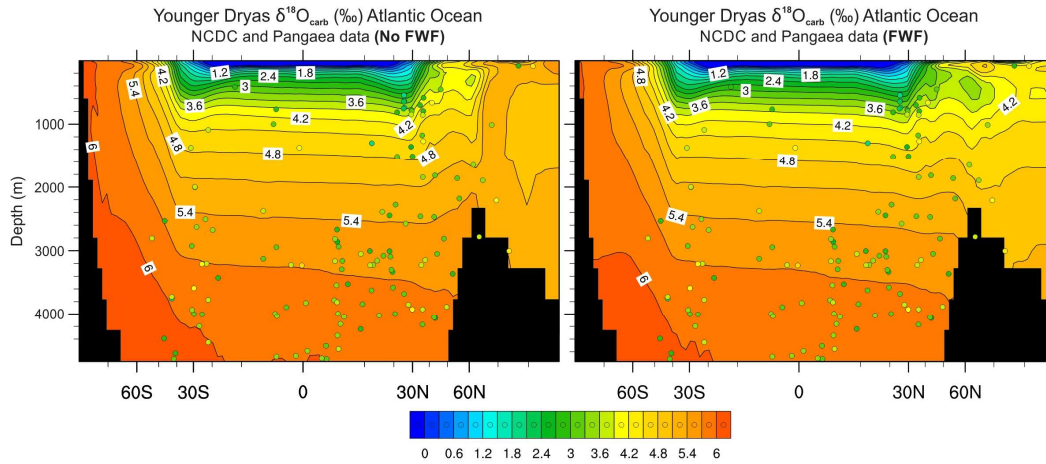 Younger Dryas δ¹⁸Ocarb (‰) Atlantic Ocean
NCDC and Pangaea data (No FWF)
Younger Dryas δ¹⁸Ocarb (‰) Atlantic Ocean
NCDC and Pangaea data (FWF)
Depth (m)
1000
2000
3000
4000
6
5.4
4.2
1.2
2.4
1.8
3
3.6
4.2
4.2
4.8
4.8
4.8
5.4
5.4
6
60S
30S
0
30N
60N
4.8
1.2
2.4
1.8
3
3.6
3.6
4.2
4.2
4.8
5.4
5.4
6
60S
30S
0
30N
60N
0 0.6 1.2 1.8 2.4 3 3.6 4.2 4.8 5.4 6